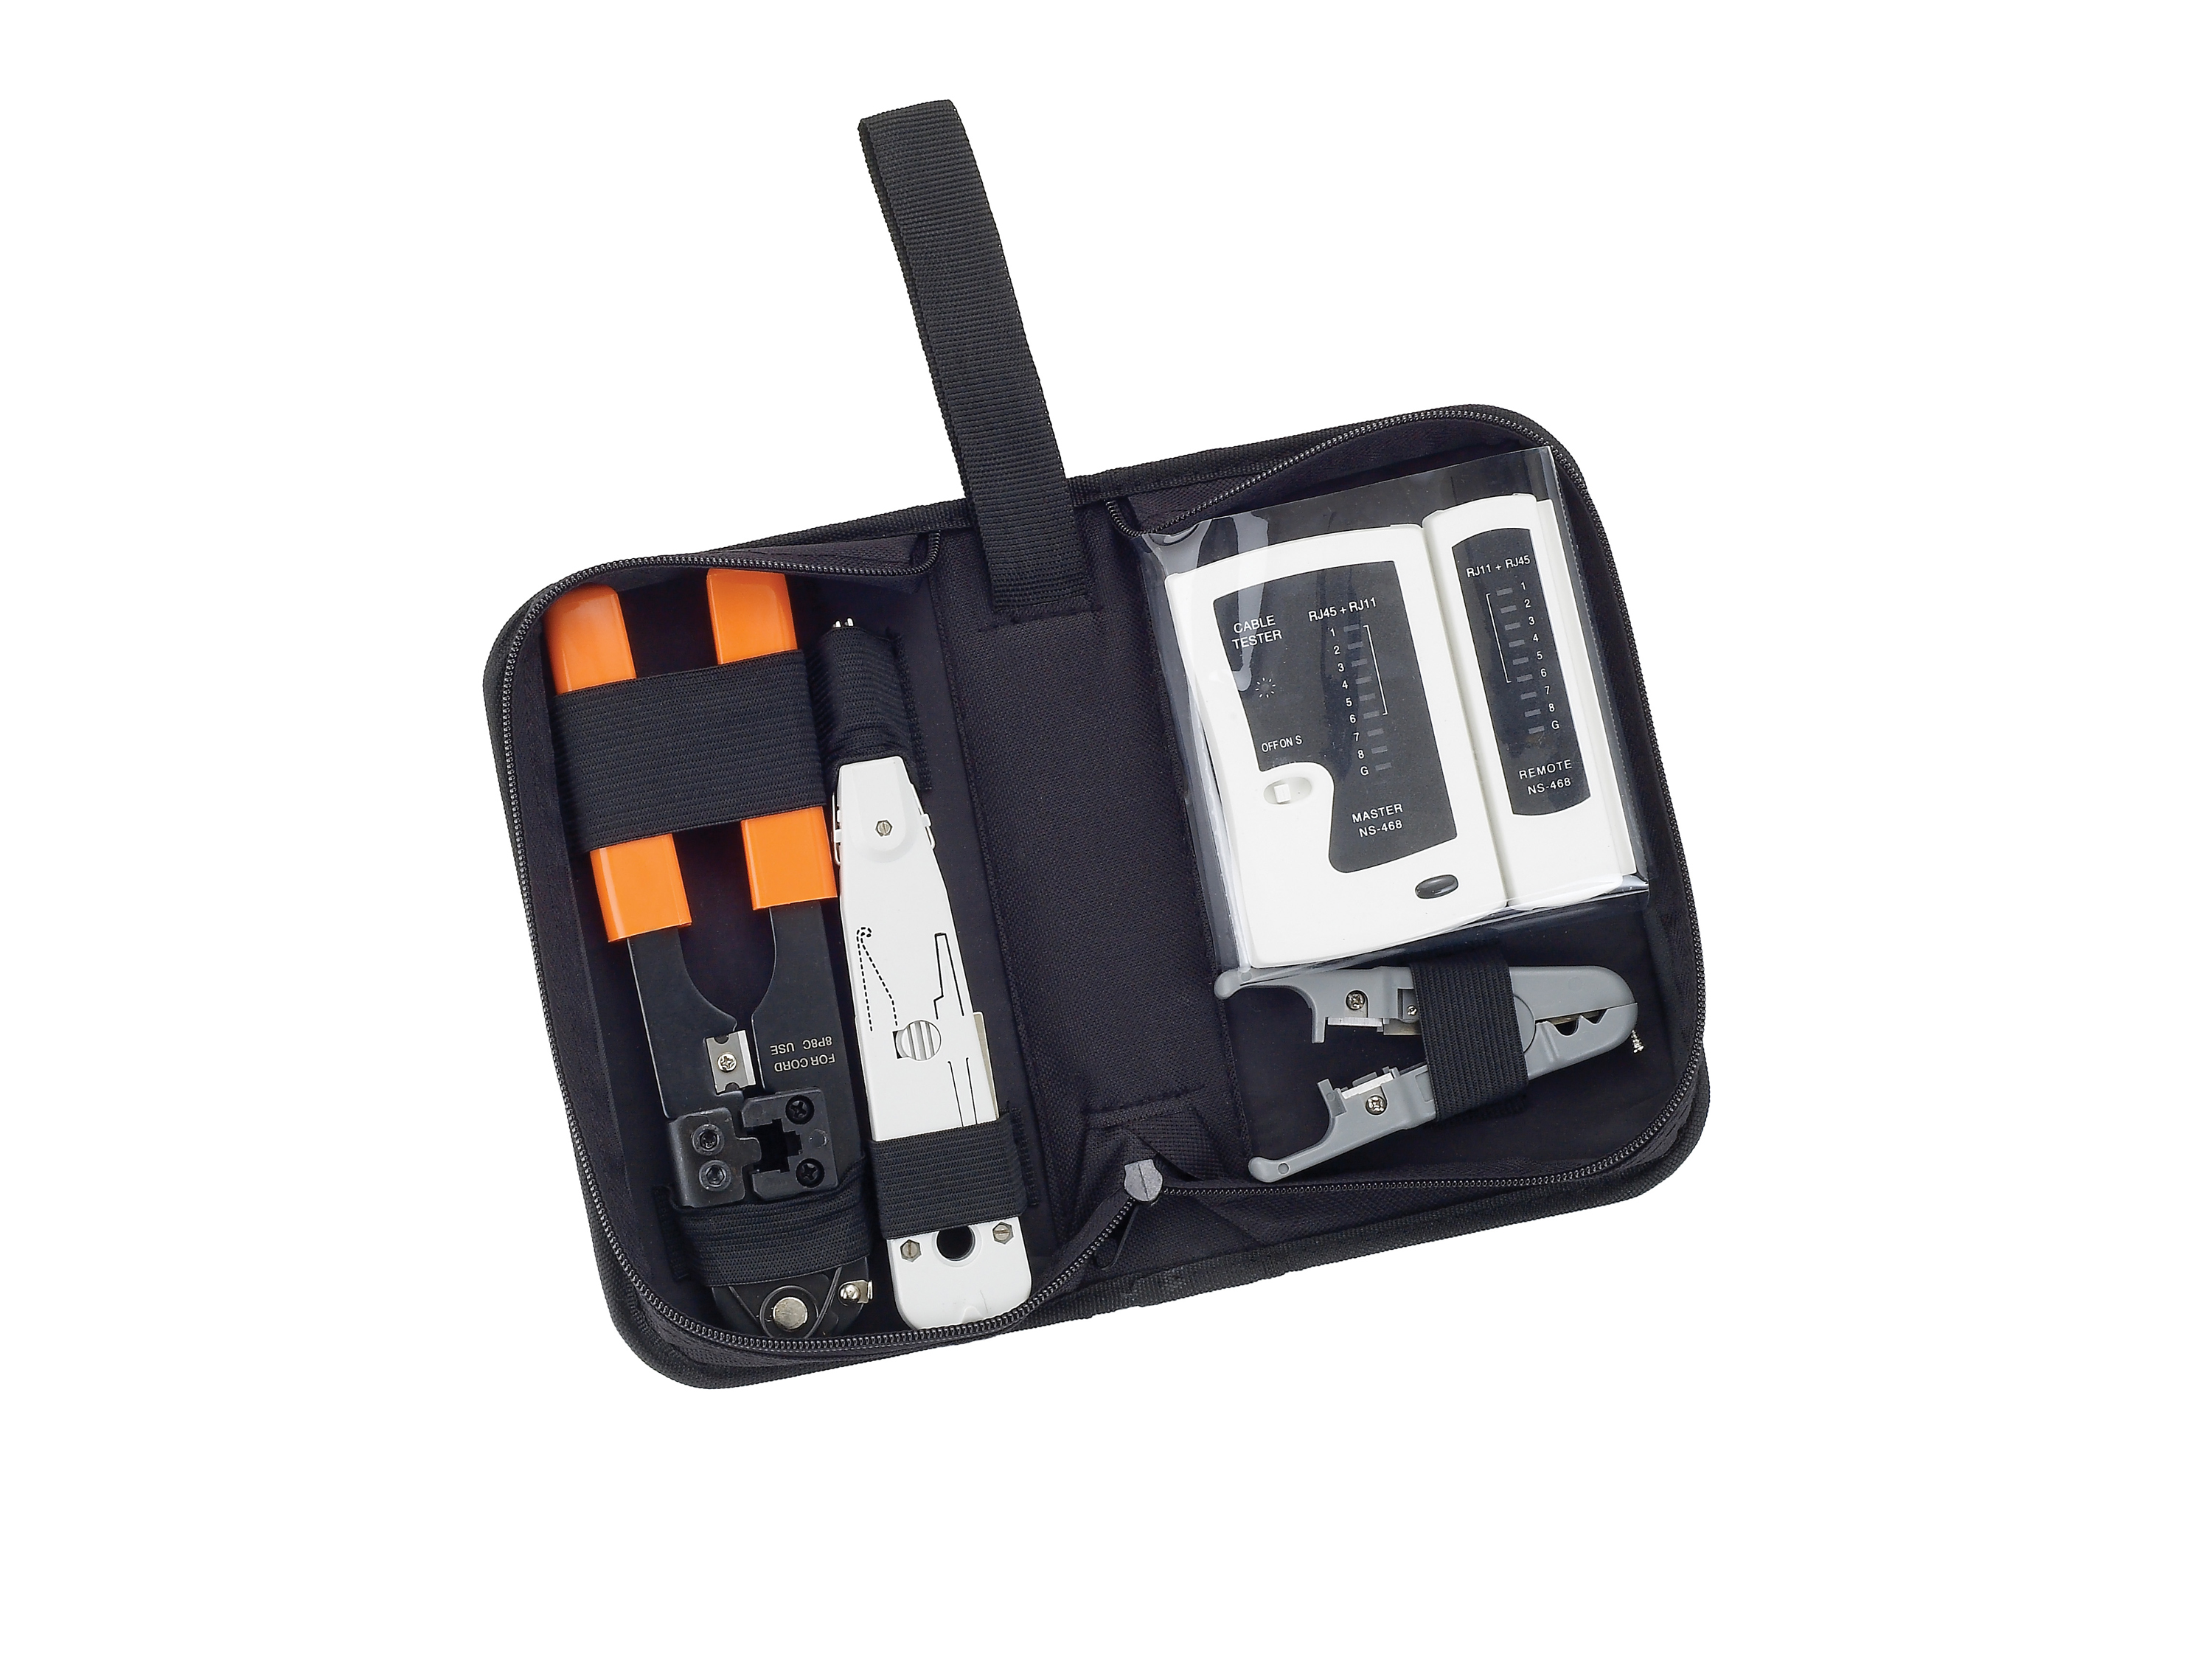 CABLE
TESTER
RJ45 + RJ11
1
2
3
4
5
6
7
8
G
OFF ON S
MASTER
NS-468
RJ11 + RJ45
1
2
3
4
5
6
7
8
G
REMOTE
NS-468
FOR CORD
8P8C USE